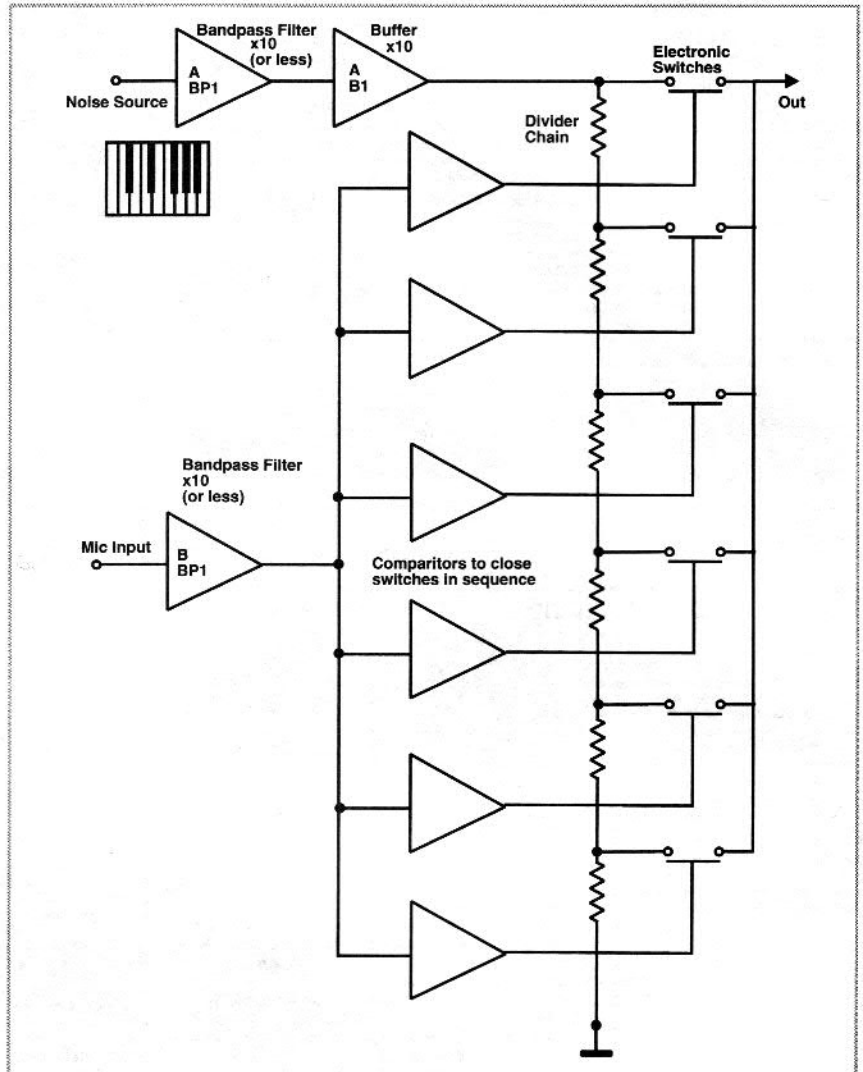 Bandpass Filter
x10
(or less)
Buffer
x10
Electronic
Switches
A
BP1
A
B1
Noise Source
Out
Divider
Chain
Bandpass Filter
x10
(or less)
Mic Input
B
BP1
Comparitors to close
switches in sequence